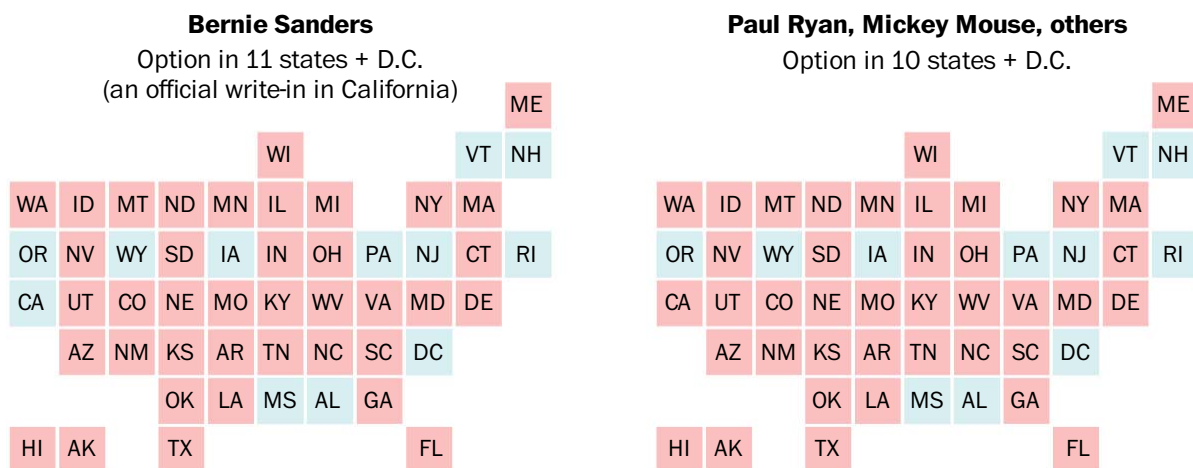 Bernie Sanders
Option in 11 states + D.C.
(an official write-in in California)
ME
WI VT NH
WA ID MT ND MN IL MI NY MA
OR NV WY SD IA IN OH PA NJ CT RI
CA UT CO NE MO KY WV VA MD DE
AZ NM KS AR TN NC SC DC
OK LA MS AL GA
HI AK TX FL
Paul Ryan, Mickey Mouse, others
Option in 10 states + D.C.
ME
WI VT NH
WA ID MT ND MN IL MI NY MA
OR NV WY SD IA IN OH PA NJ CT RI
CA UT CO NE MO KY WV VA MD DE
AZ NM KS AR TN NC SC DC
OK LA MS AL GA
HI AK TX FL